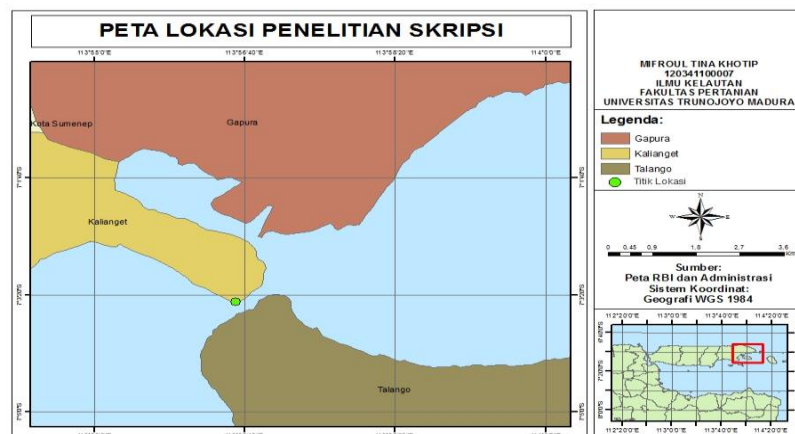 PETA LOKASI PENELITIAN SKRIPSI
113°56'40"E
113°58'20"E
114°0'0"E
Kota Sumenep
Gapura
Kalianget
Talango
MIFROUL TINA KHOTIP
120341100007
ILMU KELAUTAN
FAKULTAS PERTANIAN
UNIVERSITAS TRUNOJOYO MADURA
Legenda:
Gapura
Kalianget
Talango
Titik Lokasi
N
W E
S
0 0.45 0.9 1.8 2.7 3.6
Km
Sumber:
Peta RBI dan Administrasi
Sistem Koordinat:
Geografi WGS 1984
112°20'0"E 113°0'0"E 113°40'0"E 114°20'0"E
112°20'0"E 113°0'0"E 113°40'0"E 114°20'0"E